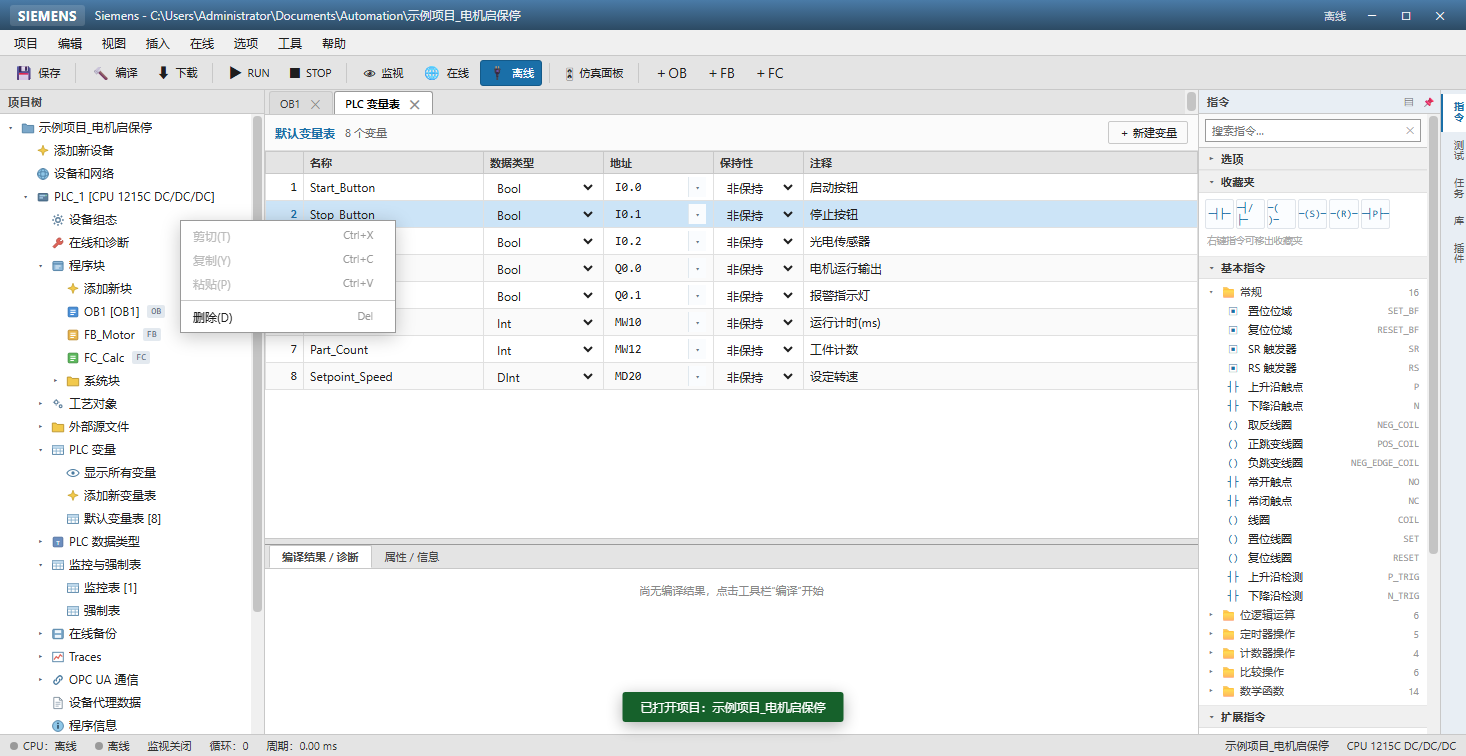 SIEMENS Siemens - C:\Users\Administrator\Documents\Automation\示例项目_电机启保停 离线
项目 编辑 视图 插入 在线 选项 工具 帮助
保存 编译 下载 RUN STOP 监视 在线 离线 仿真面板 + OB + FB + FC
项目树
示例项目_电机启保停
添加新设备
设备和网络
PLC_1 [CPU 1215C DC/DC/DC]
设备组态
在线和诊断
程序块
添加新块
OB1 [OB1] OB
FB_Motor FB
FC_Calc FC
系统块
工艺对象
外部源文件
PLC 变量
显示所有变量
添加新变量表
默认变量表 [8]
PLC 数据类型
监控与强制表
监控表 [1]
强制表
在线备份
Traces
OPC UA 通信
设备代理数据
程序信息
剪切(T) Ctrl+X
复制(Y) Ctrl+C
粘贴(P) Ctrl+V
删除(D) Del
OB1 PLC 变量表
默认变量表 8 个变量 + 新建变量
名称 数据类型 地址 保持性 注释
1 Start_Button Bool I0.0 非保持 启动按钮
2 Stop_Button Bool I0.1 非保持 停止按钮
Bool I0.2 非保持 光电传感器
Bool Q0.0 非保持 电机运行输出
Bool Q0.1 非保持 报警指示灯
Int MW10 非保持 运行计时(ms)
7 Part_Count Int MW12 非保持 工件计数
8 Setpoint_Speed DInt MD20 非保持 设定转速
编译结果 / 诊断 属性 / 信息
尚无编译结果，点击工具栏“编译”开始
已打开项目：示例项目_电机启保停
指令
搜索指令...
选项
收藏夹
⊣/⊢ -( )- -(S)- -(R)- ⊣P⊢
右键指令可移出收藏夹
基本指令
常规 16
置位位域 SET_BF
复位位域 RESET_BF
SR 触发器 SR
RS 触发器 RS
上升沿触点 P
下降沿触点 N
取反线圈 NEG_COIL
正跳变线圈 POS_COIL
负跳变线圈 NEG_EDGE_COIL
常开触点 NO
常闭触点 NC
线圈 COIL
置位线圈 SET
复位线圈 RESET
上升沿检测 P_TRIG
下降沿检测 N_TRIG
位逻辑运算 6
定时器操作 5
计数器操作 4
比较操作 6
数学函数 14
扩展指令
指令
测试
任务
库
插件
CPU：离线 离线 监视关闭 循环：0 周期：0.00 ms 示例项目_电机启保停 CPU 1215C DC/DC/DC